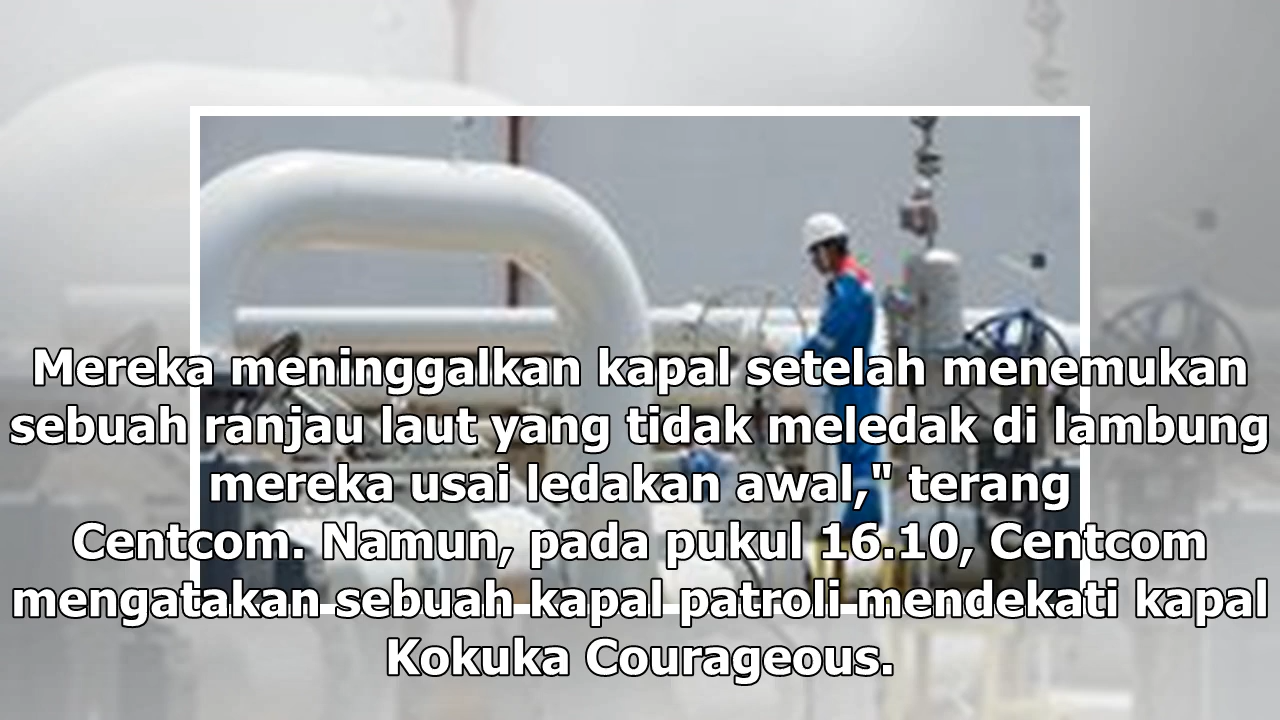 Mereka meninggalkan kapal setelah menemukan
sebuah ranjau laut yang tidak meledak di lambung
mereka usai ledakan awal," terang
Centcom. Namun, pada pukul 16.10, Centcom
mengatakan sebuah kapal patroli mendekati kapal
Kokuka Courageous.